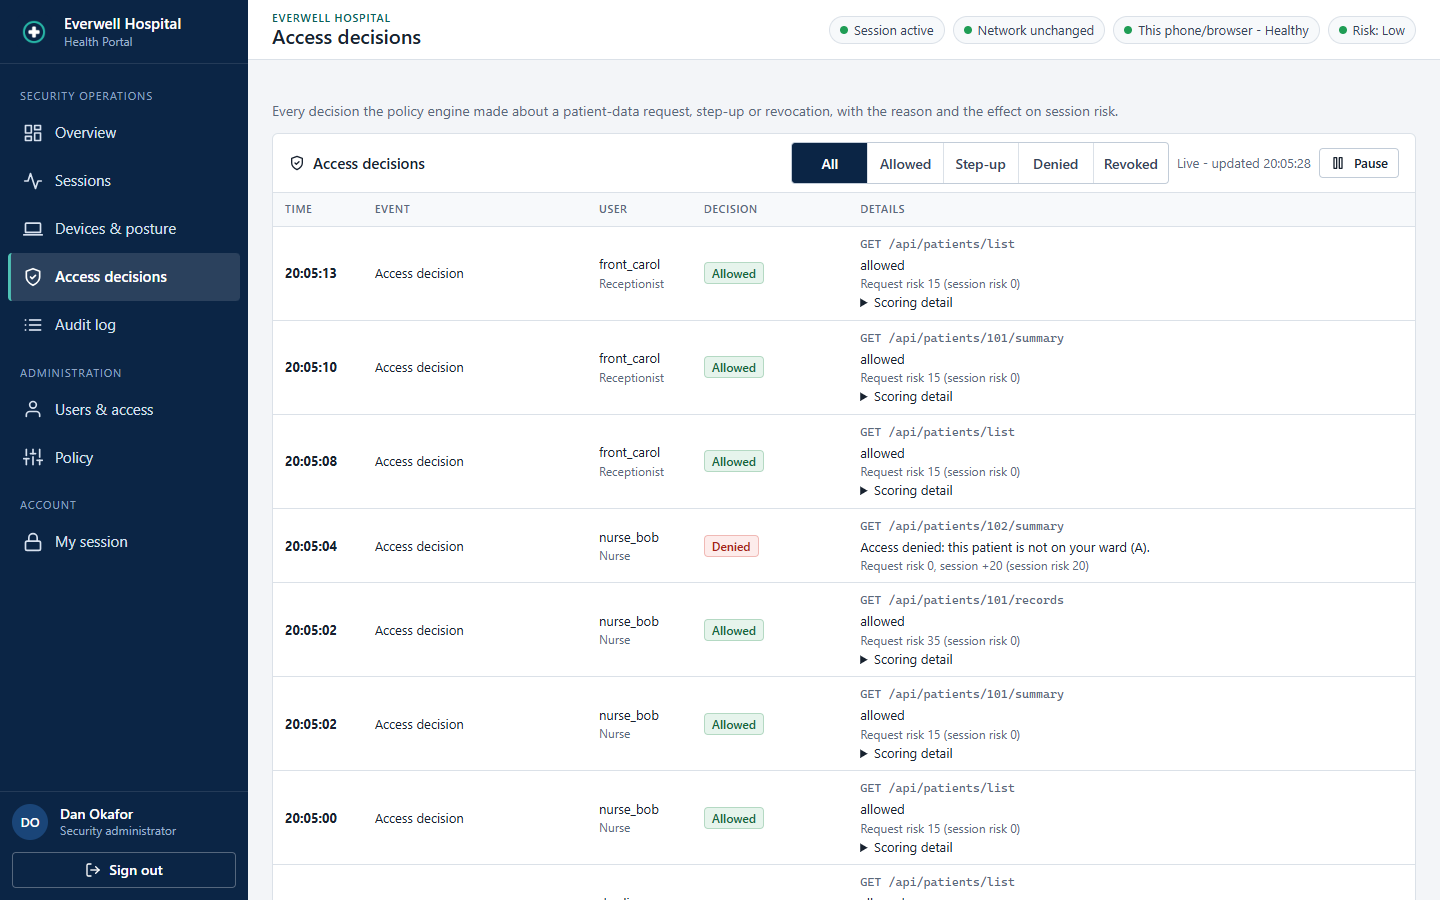 Everwell Hospital
Health Portal
SECURITY OPERATIONS
Overview
Sessions
Devices & posture
Access decisions
Audit log
ADMINISTRATION
Users & access
Policy
ACCOUNT
My session
DO
Dan Okafor
Security administrator
Sign out
EVERWELL HOSPITAL
Access decisions
Session active
Network unchanged
This phone/browser - Healthy
Risk: Low
Every decision the policy engine made about a patient-data request, step-up or revocation, with the reason and the effect on session risk.
Access decisions
All Allowed Step-up Denied Revoked Live - updated 20:05:28 Pause
TIME EVENT USER DECISION DETAILS
20:05:13 Access decision front_carol Receptionist Allowed
GET /api/patients/list
allowed
Request risk 15 (session risk 0)
Scoring detail
20:05:10 Access decision front_carol Receptionist Allowed
GET /api/patients/101/summary
allowed
Request risk 15 (session risk 0)
Scoring detail
20:05:08 Access decision front_carol Receptionist Allowed
GET /api/patients/list
allowed
Request risk 15 (session risk 0)
Scoring detail
20:05:04 Access decision nurse_bob Nurse Denied
GET /api/patients/102/summary
Access denied: this patient is not on your ward (A).
Request risk 0, session +20 (session risk 20)
20:05:02 Access decision nurse_bob Nurse Allowed
GET /api/patients/101/records
allowed
Request risk 35 (session risk 0)
Scoring detail
20:05:02 Access decision nurse_bob Nurse Allowed
GET /api/patients/101/summary
allowed
Request risk 15 (session risk 0)
Scoring detail
20:05:00 Access decision nurse_bob Nurse Allowed
GET /api/patients/list
allowed
Request risk 15 (session risk 0)
Scoring detail
GET /api/patients/list